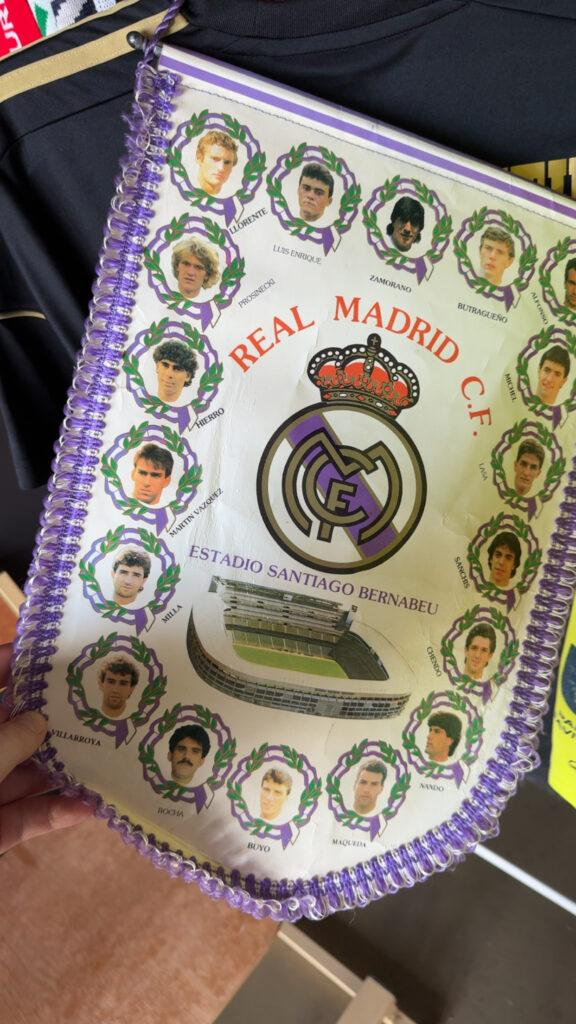 LLORENTE
LUIS ENRIQUE
ZAMORANO
BUTRAGUEÑO
ALFONSO
PROSINECKI
REAL MADRID C.F.
MICHEL
HIERRO
LASA
MARTIN VAZQUEZ
SANCHIS
ESTADIO SANTIAGO BERNABEU
MILLA
CHENDO
VILLARROYA
NANDO
ROCHA
BUYO
MAQUEDA